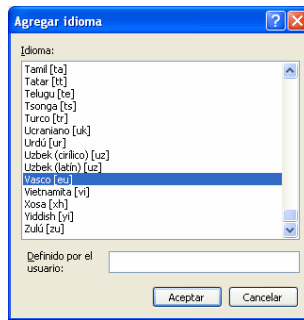 Agregar idioma
Idioma:
Tamil [ta]
Tatar [tt]
Telugu [te]
Tsonga [ts]
Turco [tr]
Ucraniano [uk]
Urdú [ur]
Uzbek (cirílico) [uz]
Uzbek (latín) [uz]
Vasco [eu]
Vietnamita [vi]
Xosa [xh]
Yiddish [yi]
Zulú [zu]
Definido por el
usuario:
Aceptar
Cancelar